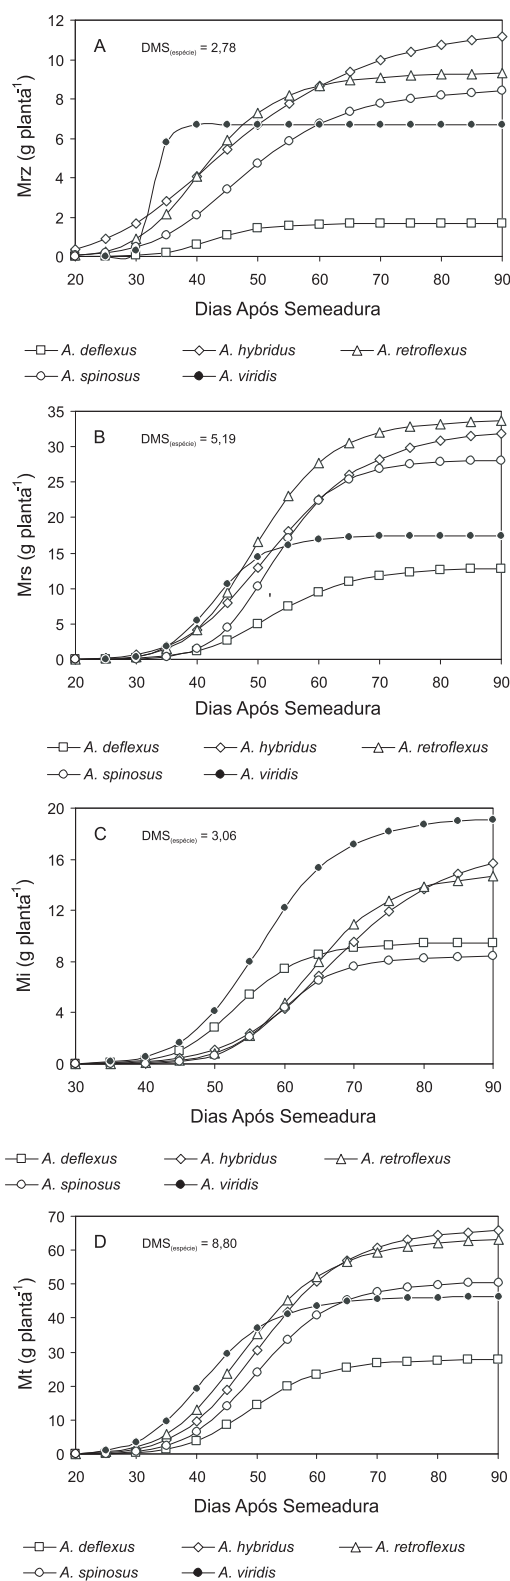 12
A
DMS(espécie) = 2,78
10
8
6
4
2
0
Mrz (g planta-1)
20 30 40 50 60 70 80 90
Dias Após Semeadura
A. deflexus A. hybridus A. retroflexus
A. spinosus A. viridis
35
B
DMS(espécie) = 5,19
30
25
20
15
10
5
0
Mrs (g planta-1)
20 30 40 50 60 70 80 90
Dias Após Semeadura
A. deflexus A. hybridus A. retroflexus
A. spinosus A. viridis
20
C
DMS(espécie) = 3,06
16
12
8
4
0
Mi (g planta-1)
30 40 50 60 70 80 90
Dias Após Semeadura
A. deflexus A. hybridus A. retroflexus
A. spinosus A. viridis
70
D
DMS(espécie) = 8,80
60
50
40
30
20
10
0
Mt (g planta-1)
20 30 40 50 60 70 80 90
Dias Após Semeadura
A. deflexus A. hybridus A. retroflexus
A. spinosus A. viridis